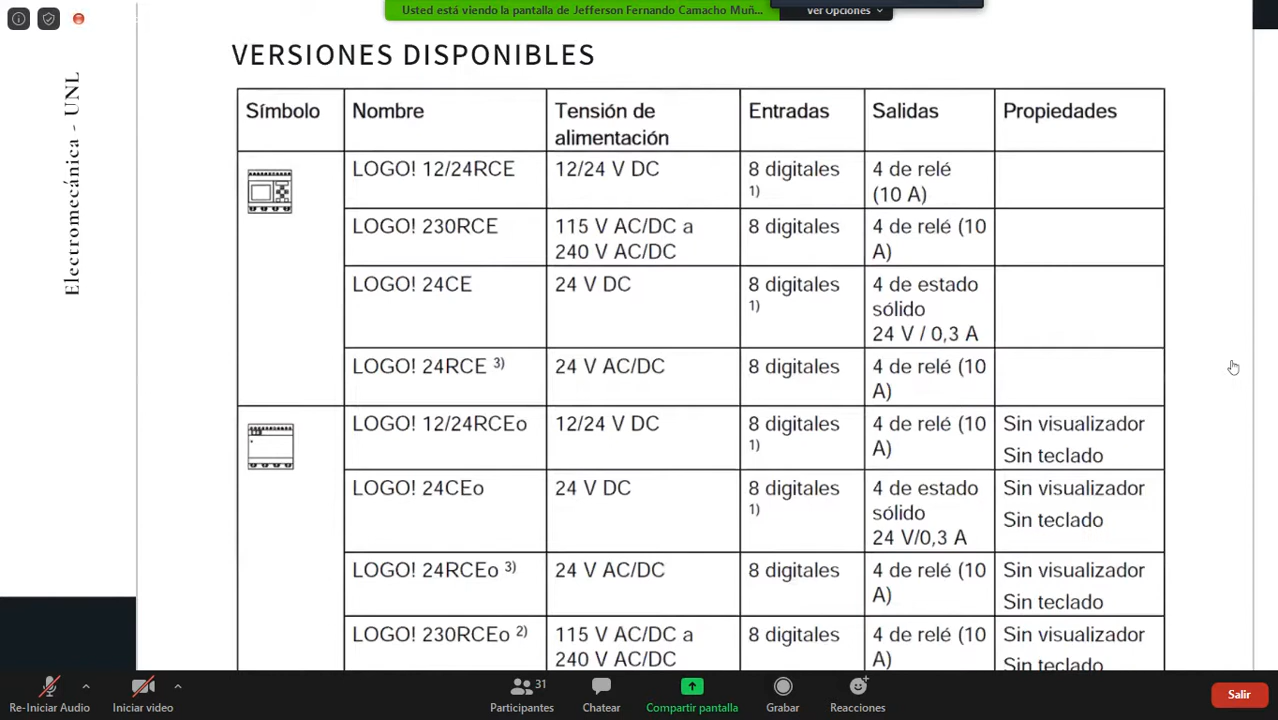 Usted está viendo la pantalla de Jefferson Fernando Camacho Muñ...
Ver Opciones
VERSIONES DISPONIBLES
Electromecánica - UNL
Símbolo Nombre Tensión de alimentación Entradas Salidas Propiedades
LOGO! 12/24RCE 12/24 V DC 8 digitales 1) 4 de relé (10 A)
LOGO! 230RCE 115 V AC/DC a 240 V AC/DC 8 digitales 4 de relé (10 A)
LOGO! 24CE 24 V DC 8 digitales 1) 4 de estado sólido 24 V / 0,3 A
LOGO! 24RCE 3) 24 V AC/DC 8 digitales 4 de relé (10 A)
LOGO! 12/24RCEo 12/24 V DC 8 digitales 1) 4 de relé (10 A) Sin visualizador Sin teclado
LOGO! 24CEo 24 V DC 8 digitales 1) 4 de estado sólido 24 V/0,3 A Sin visualizador Sin teclado
LOGO! 24RCEo 3) 24 V AC/DC 8 digitales 4 de relé (10 A) Sin visualizador Sin teclado
LOGO! 230RCEo 2) 115 V AC/DC a 240 V AC/DC 8 digitales 4 de relé (10 A) Sin visualizador Sin teclado
31
Re-Iniciar Audio Iniciar video Participantes Chatear Compartir pantalla Grabar Reacciones Salir